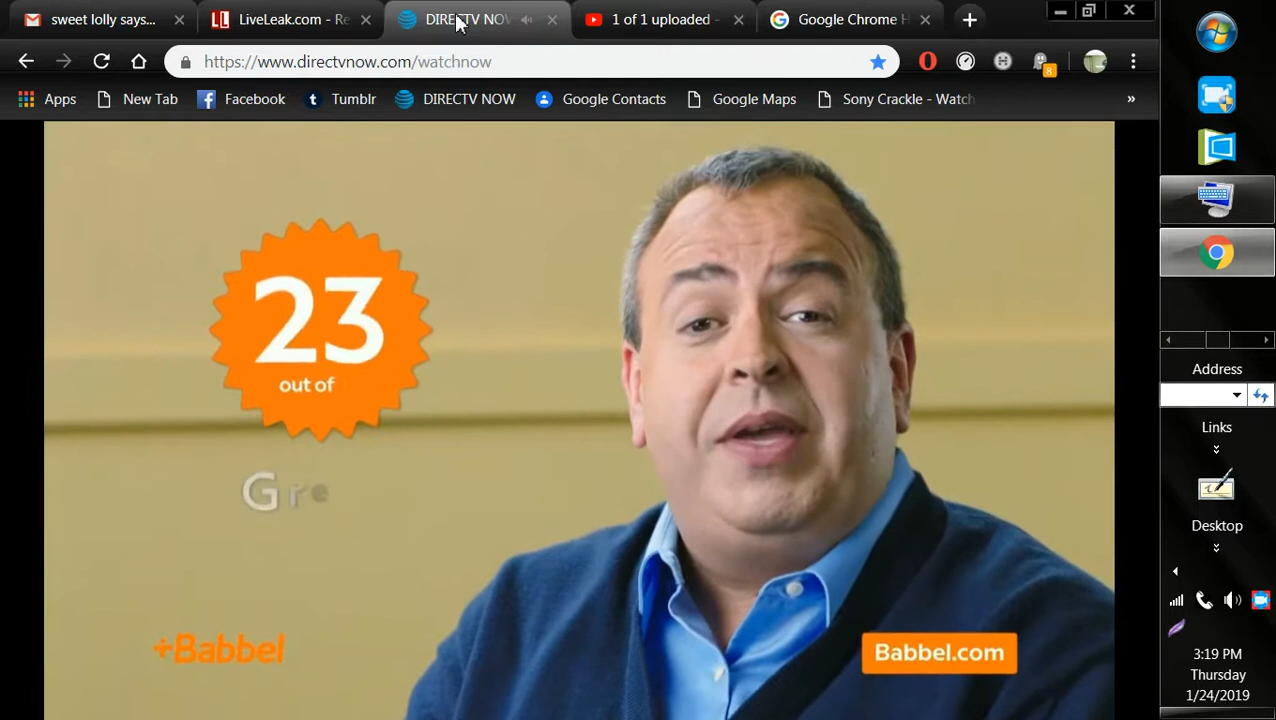 sweet lolly says...
LiveLeak.com - Re
DIRECTV NOW
1 of 1 uploaded -
Google Chrome H
https://www.directvnow.com/watchnow
8
Apps
New Tab
Facebook
Tumblr
DIRECTV NOW
Google Contacts
Google Maps
Sony Crackle - Watch
»
23
out of
Gre
+Babbel
Babbel.com
Address
Links
Desktop
3:19 PM
Thursday
1/24/2019